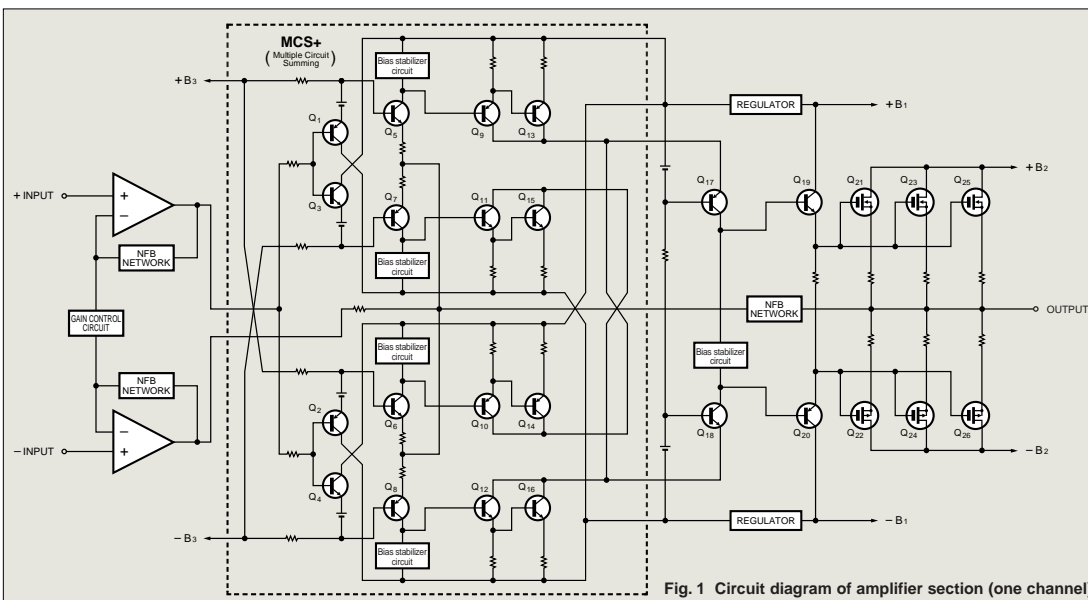 MCS+
( Multiple Circuit
Summing )
Bias stabilizer
circuit
+B3
Q1
Q5
Q9
Q13
REGULATOR
+B1
+B2
+ INPUT
+
−
Q3
Q7
Q11
Q15
Q17
Q19
Q21
Q23
Q25
NFB
NETWORK
Bias stabilizer
circuit
GAIN CONTROL
CIRCUIT
NFB
NETWORK
OUTPUT
Bias stabilizer
circuit
Bias stabilizer
circuit
NFB
NETWORK
Q2
Q6
Q10
Q14
Q18
Q20
Q22
Q24
Q26
−
+
− INPUT
−B2
Q4
Q8
Q12
Q16
−B3
REGULATOR
−B1
Bias stabilizer
circuit
Fig. 1 Circuit diagram of amplifier section (one channel